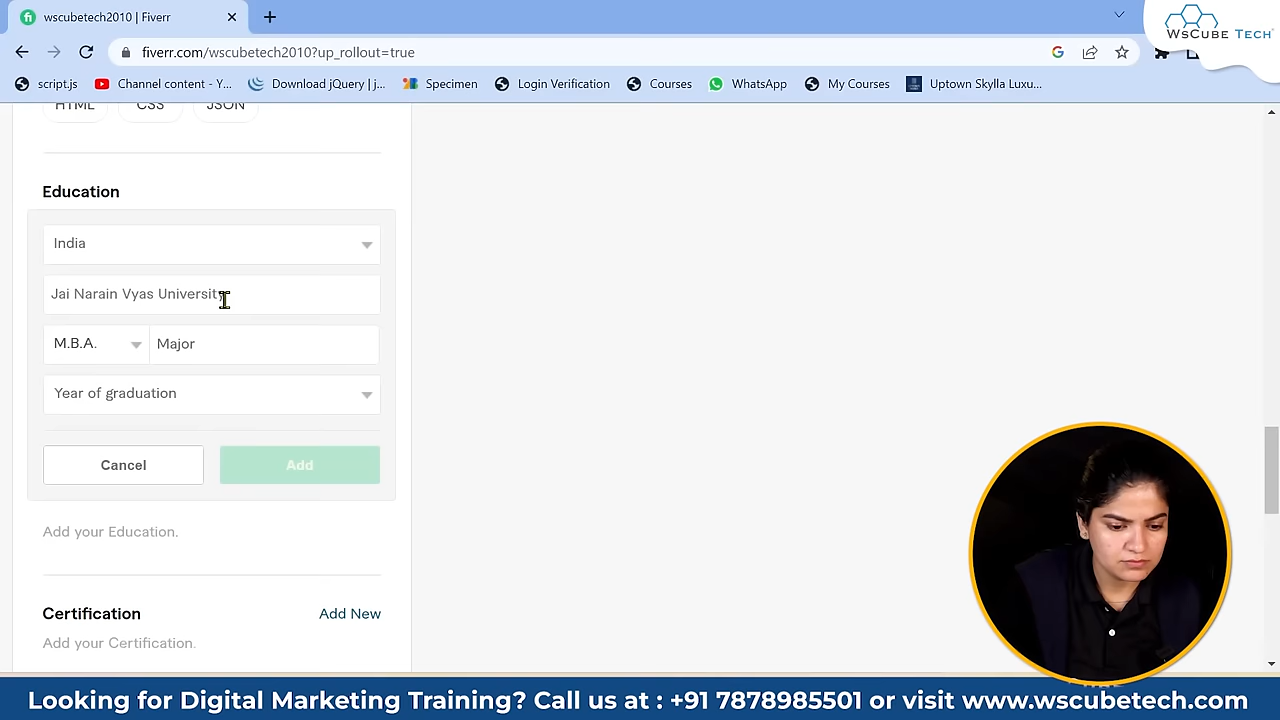 wscubetech2010 | Fiverr
WSCUBE TECH
fiverr.com/wscubetech2010?up_rollout=true
script.js
Channel content - Y...
Download jQuery | j...
Specimen
Login Verification
Courses
WhatsApp
My Courses
Uptown Skylla Luxu...
HTML
CSS
JSON
Education
India
Jai Narain Vyas University
M.B.A.
Major
Year of graduation
Cancel
Add
Add your Education.
Certification
Add New
Add your Certification.
Looking for Digital Marketing Training? Call us at : +91 7878985501 or visit www.wscubetech.com